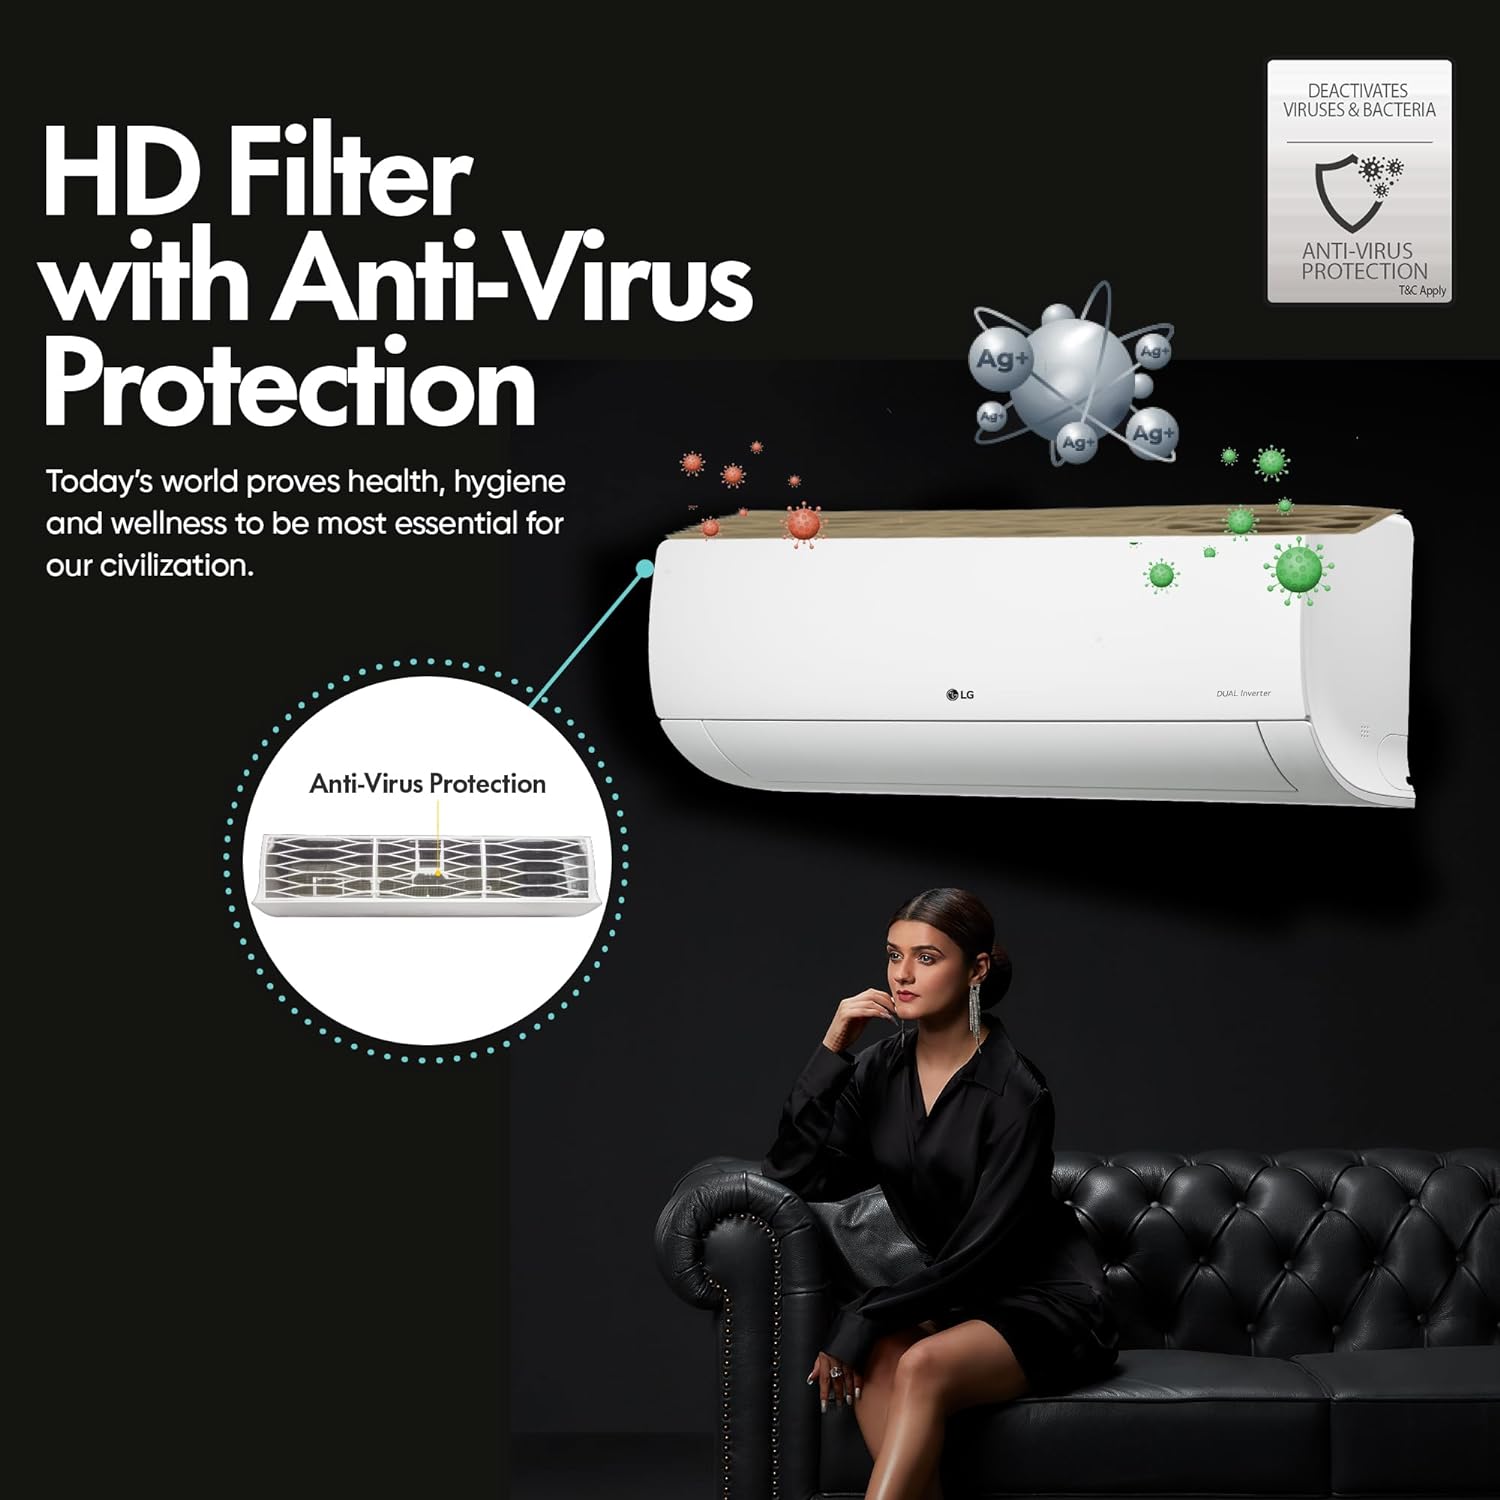 HD Filter
with Anti-Virus
Protection
Today's world proves health, hygiene
and wellness to be most essential for
our civilization.
DEACTIVATES
VIRUSES & BACTERIA
ANTI-VIRUS
PROTECTION
T&C Apply
Ag+
Ag+
Ag+
Ag+
Ag+
LG
DUAL Inverter
Anti-Virus Protection